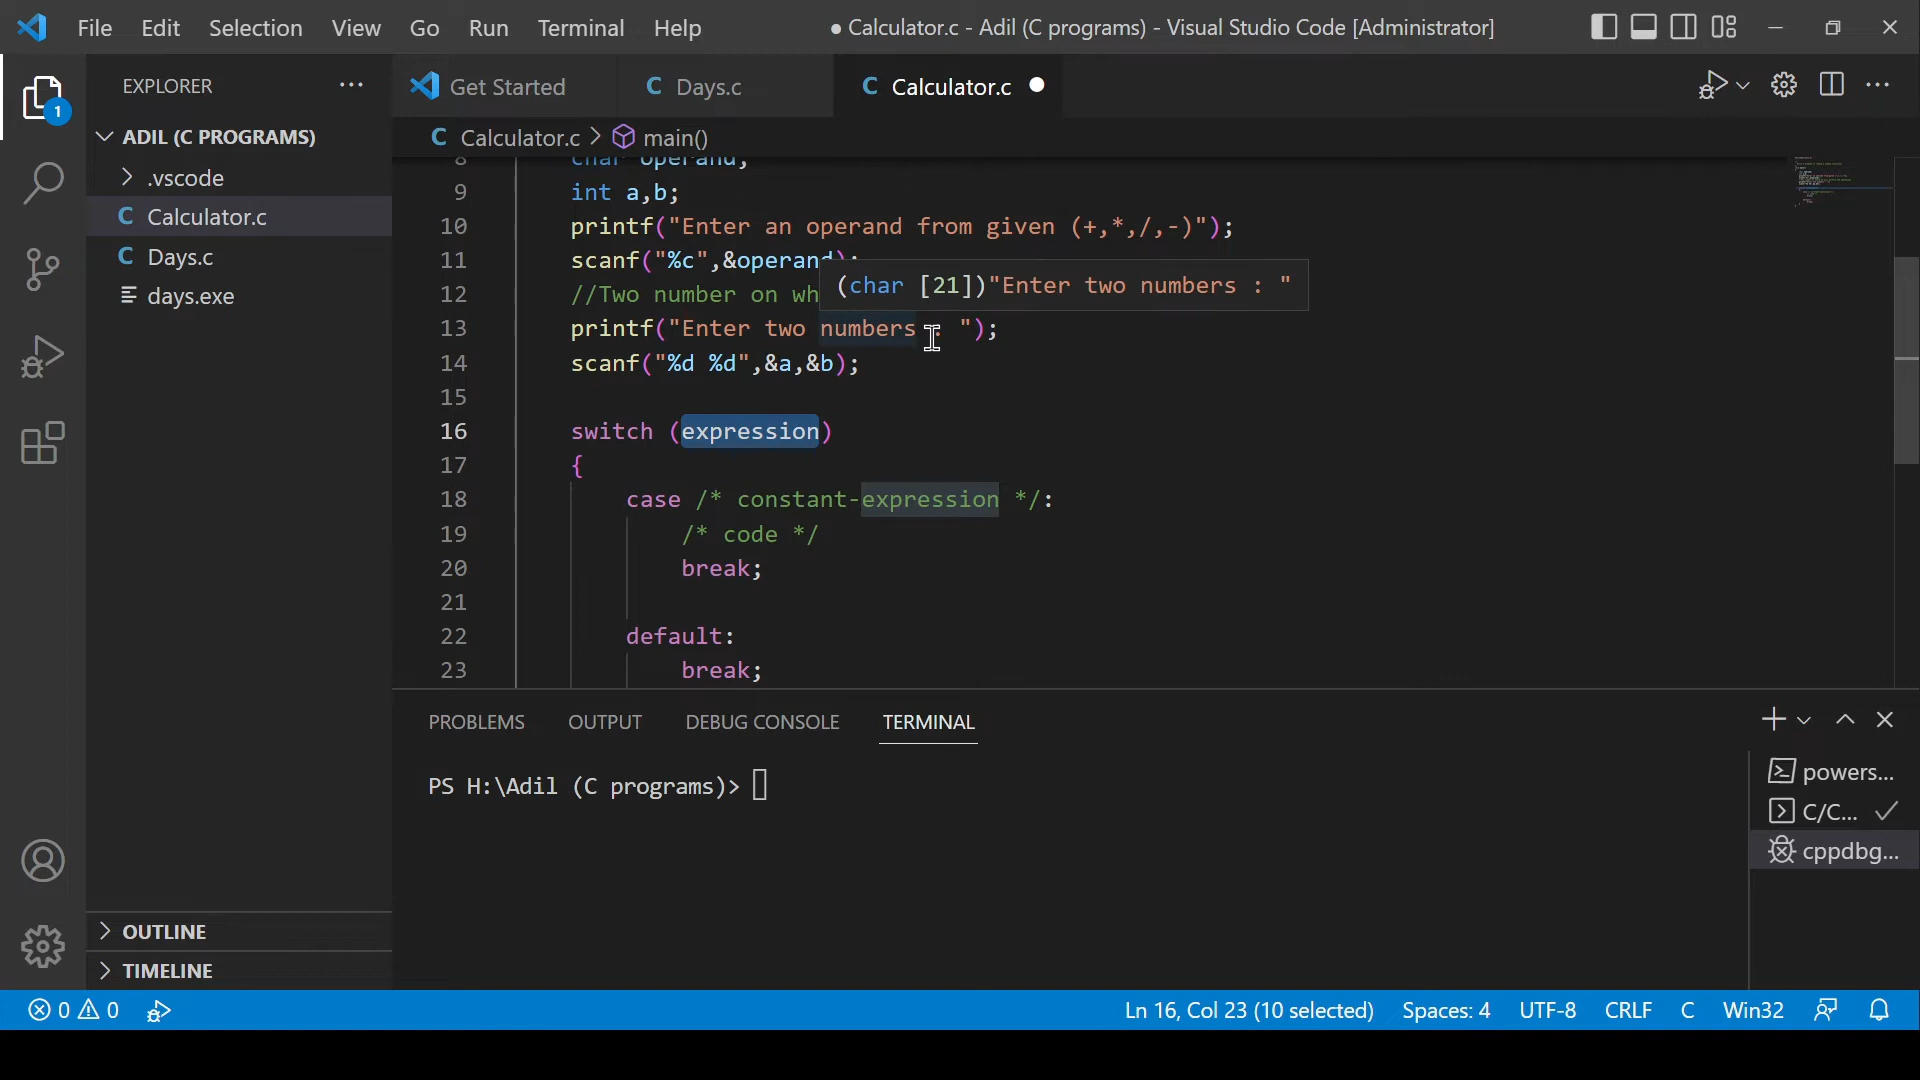 File Edit Selection View Go Run Terminal Help ● Calculator.c - Adil (C programs) - Visual Studio Code [Administrator]
EXPLORER ···
Get Started C Days.c C Calculator.c ●
1
ADIL (C PROGRAMS)
C Calculator.c > main()
.vscode
C Calculator.c
C Days.c
days.exe
8 char operand;
9 int a,b;
10 printf("Enter an operand from given (+,*,/,-)");
11 scanf("%c",&operand);
(char [21])"Enter two numbers : "
12 //Two number on wh
13 printf("Enter two numbers : ");
14 scanf("%d %d",&a,&b);
15
16 switch (expression)
17 {
18 case /* constant-expression */:
19 /* code */
20 break;
21
22 default:
23 break;
PROBLEMS OUTPUT DEBUG CONSOLE TERMINAL
PS H:\Adil (C programs)>
powers...
C/C...
cppdbg...
OUTLINE
TIMELINE
0 0 Ln 16, Col 23 (10 selected) Spaces: 4 UTF-8 CRLF C Win32